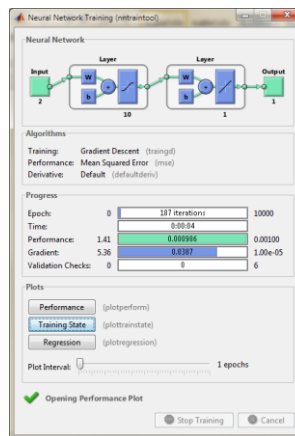 Neural Network Training (nntraintool)
Neural Network
Layer Layer
Input Output
W W
b b
2 1
10 1
Algorithms
Training: Gradient Descent (traingd)
Performance: Mean Squared Error (mse)
Derivative: Default (defaultderiv)
Progress
Epoch: 0 187 iterations 10000
Time: 0:00:04
Performance: 1.41 0.000986 0.00100
Gradient: 5.36 0.0387 1.00e-05
Validation Checks: 0 0 6
Plots
Performance (plotperform)
Training State (plottrainstate)
Regression (plotregression)
Plot Interval: 1 epochs
Opening Performance Plot
Stop Training Cancel